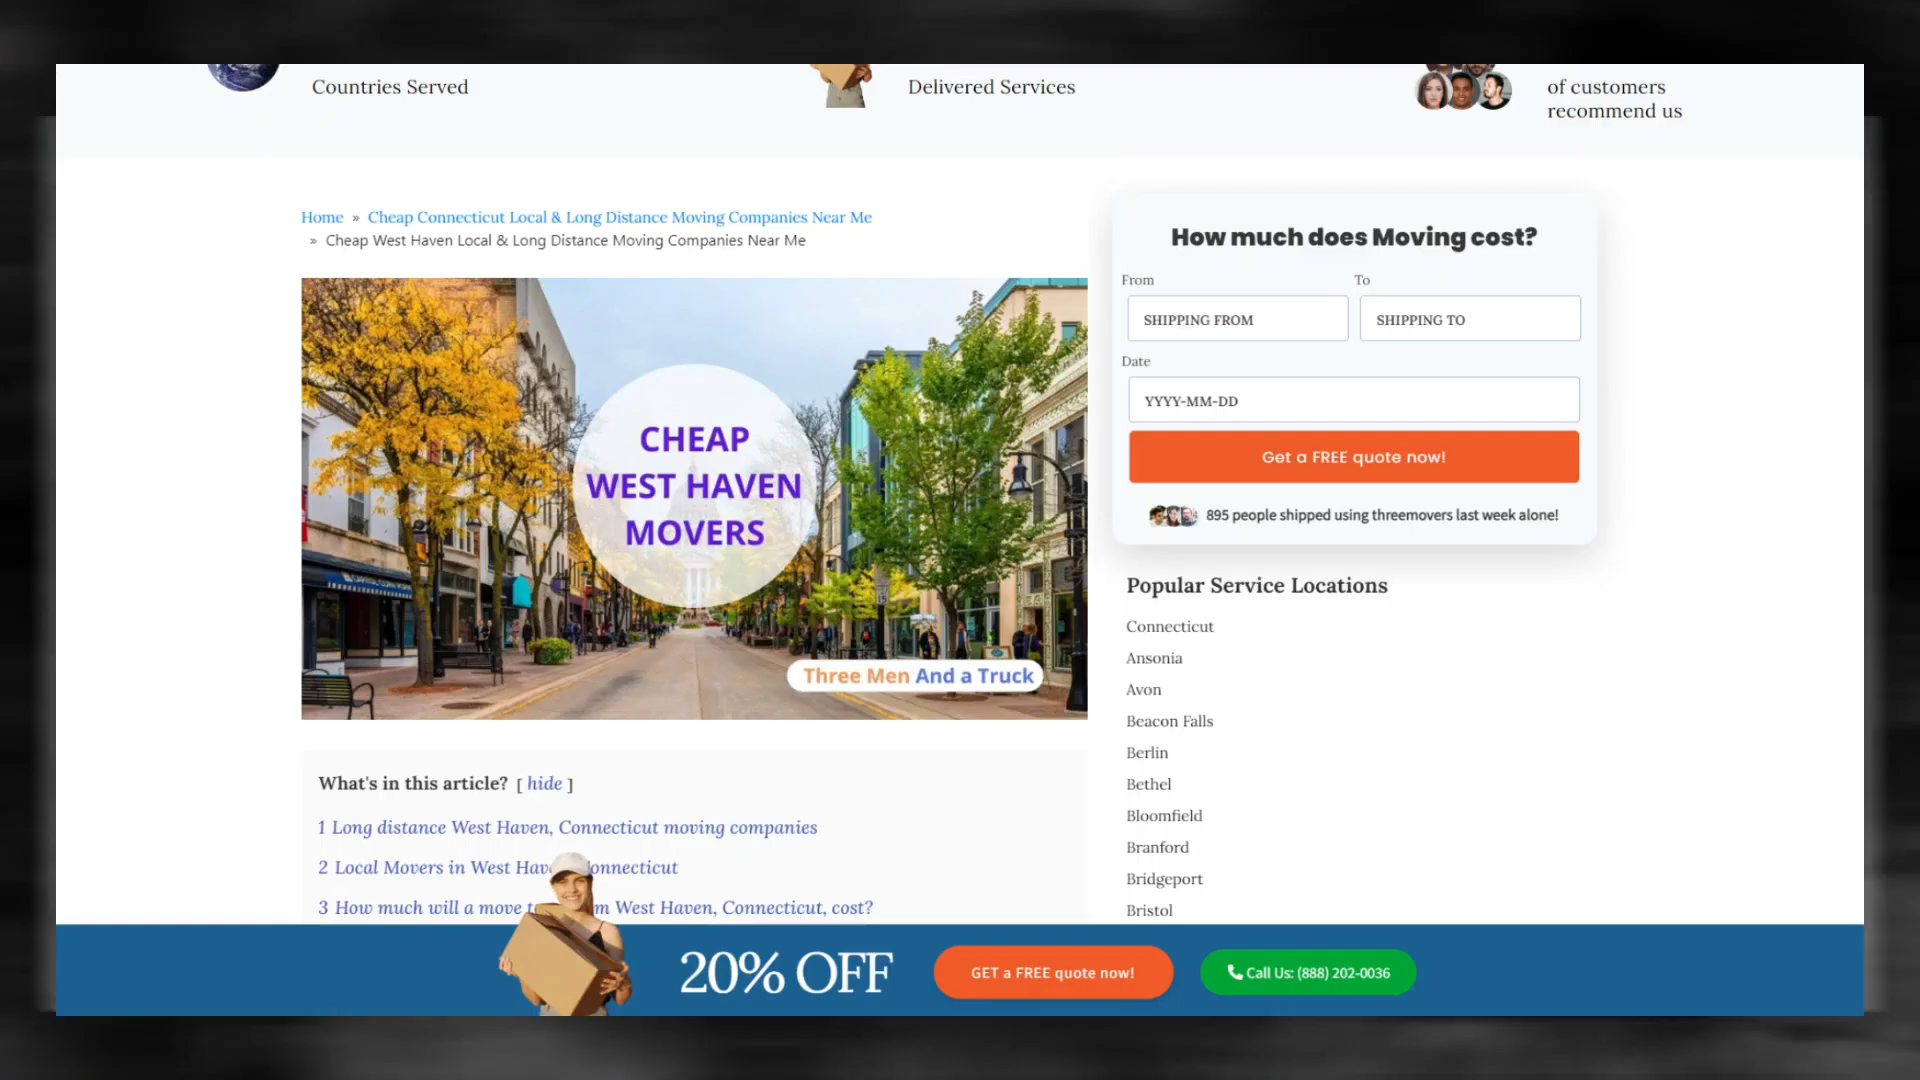 Countries Served
Delivered Services
of customers
recommend us
Home » Cheap Connecticut Local & Long Distance Moving Companies Near Me
» Cheap West Haven Local & Long Distance Moving Companies Near Me
CHEAP
WEST HAVEN
MOVERS
Three Men And a Truck
How much does Moving cost?
From To
SHIPPING FROM SHIPPING TO
Date
YYYY-MM-DD
Get a FREE quote now!
895 people shipped using threemovers last week alone!
Popular Service Locations
Connecticut
Ansonia
Avon
Beacon Falls
Berlin
Bethel
Bloomfield
Branford
Bridgeport
Bristol
What's in this article? [ hide ]
1 Long distance West Haven, Connecticut moving companies
2 Local Movers in West Connecticut
3 How much will a move West Haven, Connecticut, cost?
20% OFF
GET a FREE quote now!
Call Us: (888) 202-0036